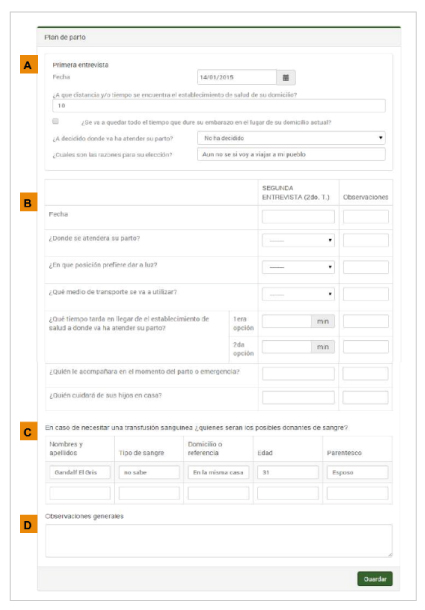 Plan de parto
A
Primera entrevista
Fecha
14/01/2015
¿A que distancia y/o tiempo se encuentra el establecimiento de salud de su domicilio?
10
¿Se va a quedar todo el tiempo que dure su embarazo en el lugar de su domicilio actual?
¿A decidido donde va ha atender su parto?
No ha decidido
¿Cuales son las razones para su elección?
Aun no se si voy a viajar a mi pueblo
B
SEGUNDA
ENTREVISTA (2do. T.)
Observaciones
Fecha
¿Donde se atendera su parto?
------
¿En que posición prefiere dar a luz?
------
¿Qué medio de transporte se va a utilizar?
------
¿Qué tiempo tarda en llegar de el establecimiento de
salud a donde va ha atender su parto?
1era
opción
min
2da
opción
min
¿Quién le acompañara en el momento del parto o emergencia?
¿Quién cuidará de sus hijos en casa?
C
En caso de necesitar una transfusión sanguinea ¿quienes seran los posibles donantes de sangre?
Nombres y
apellidos
Tipo de sangre
Domicilio o
referencia
Edad
Parentesco
Gandalf El Gris
no sabe
En la misma casa
31
Esposo
D
Observaciones generales
Guardar